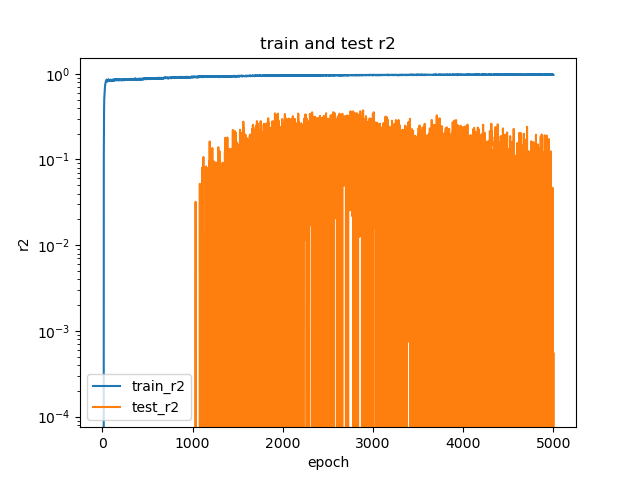 train and test r2
10⁰
10⁻¹
10⁻²
10⁻³
10⁻⁴
r2
train_r2
test_r2
0 1000 2000 3000 4000 5000
epoch